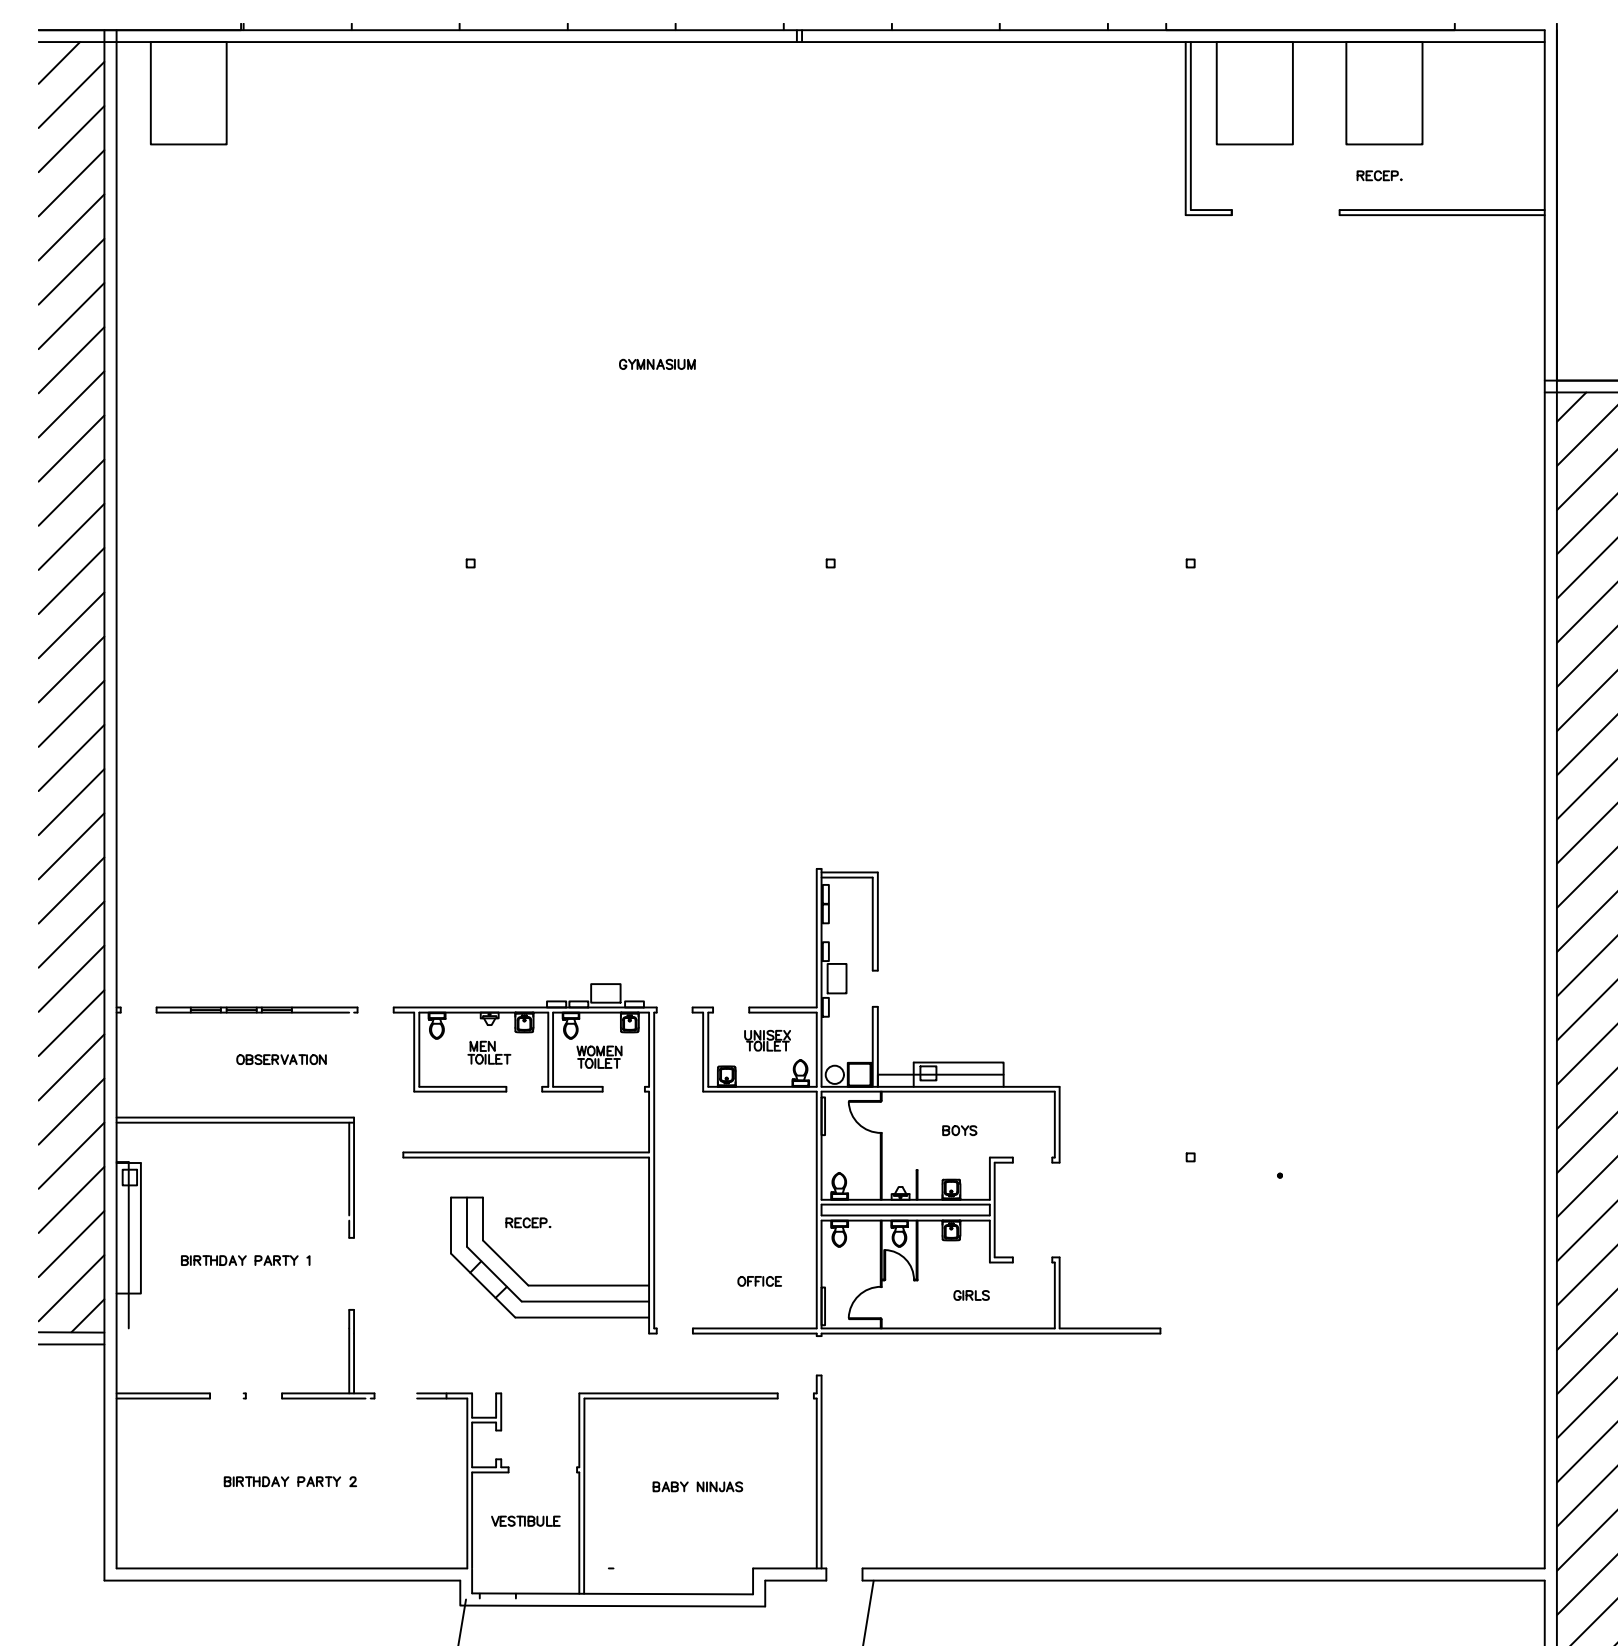 RECEP.
GYMNASIUM
UNISEX
TOILET
MEN
TOILET
WOMEN
TOILET
OBSERVATION
BOYS
RECEP.
BIRTHDAY PARTY 1
OFFICE
GIRLS
BIRTHDAY PARTY 2
BABY NINJAS
VESTIBULE